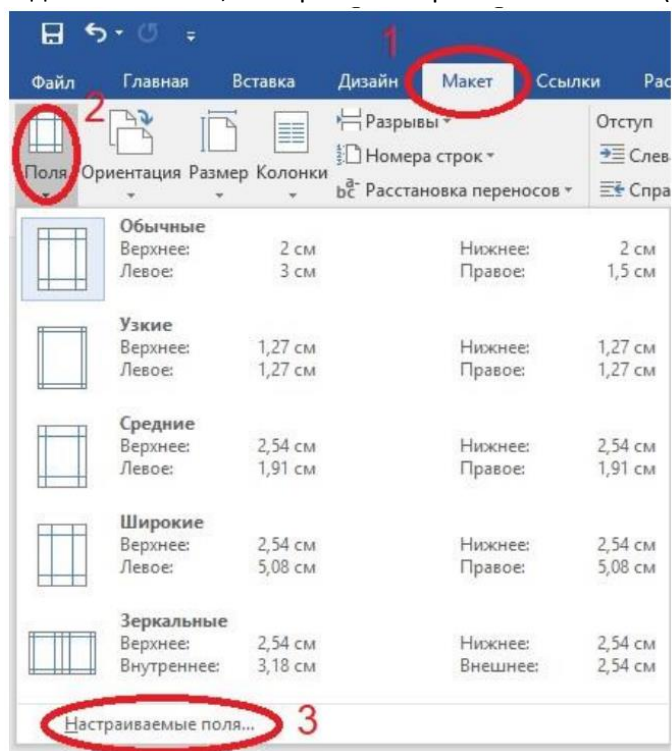 1
Файл Главная Вставка Дизайн Макет Ссылки Рас
2
Поля Ориентация Размер Колонки
Разрывы
Номера строк
Расстановка переносов
Отступ
Слев
Спра
Обычные
Верхнее: 2 см Нижнее: 2 см
Левое: 3 см Правое: 1,5 см
Узкие
Верхнее: 1,27 см Нижнее: 1,27 см
Левое: 1,27 см Правое: 1,27 см
Средние
Верхнее: 2,54 см Нижнее: 2,54 см
Левое: 1,91 см Правое: 1,91 см
Широкие
Верхнее: 2,54 см Нижнее: 2,54 см
Левое: 5,08 см Правое: 5,08 см
Зеркальные
Верхнее: 2,54 см Нижнее: 2,54 см
Внутреннее: 3,18 см Внешнее: 2,54 см
Настраиваемые поля... 3